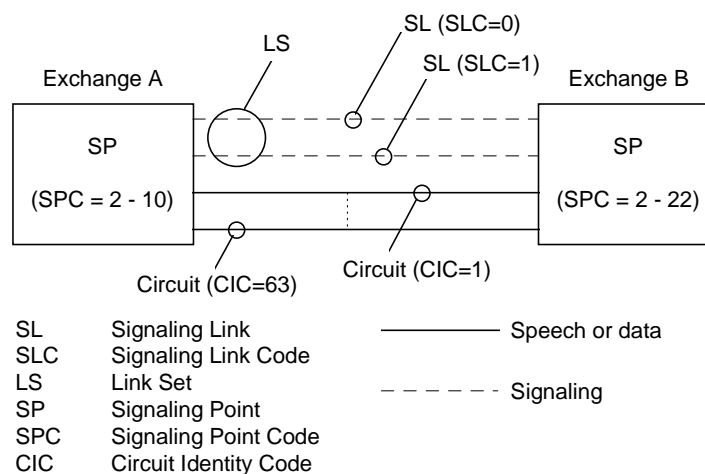 SL (SLC=0)
LS
SL (SLC=1)
Exchange A
Exchange B
SP
SP
(SPC = 2 - 10)
(SPC = 2 - 22)
Circuit (CIC=1)
Circuit (CIC=63)
SL Signaling Link
SLC Signaling Link Code
LS Link Set
SP Signaling Point
SPC Signaling Point Code
CIC Circuit Identity Code
Speech or data
Signaling